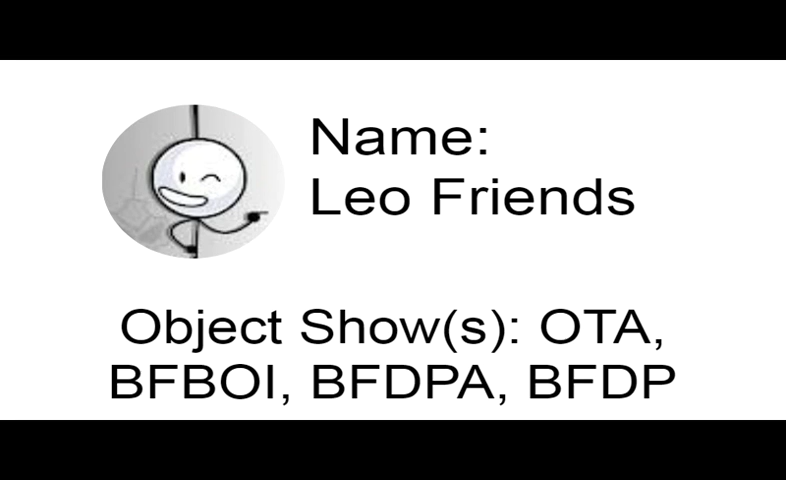 Name:
Leo Friends
Object Show(s): OTA,
BFBOI, BFDPA, BFDP